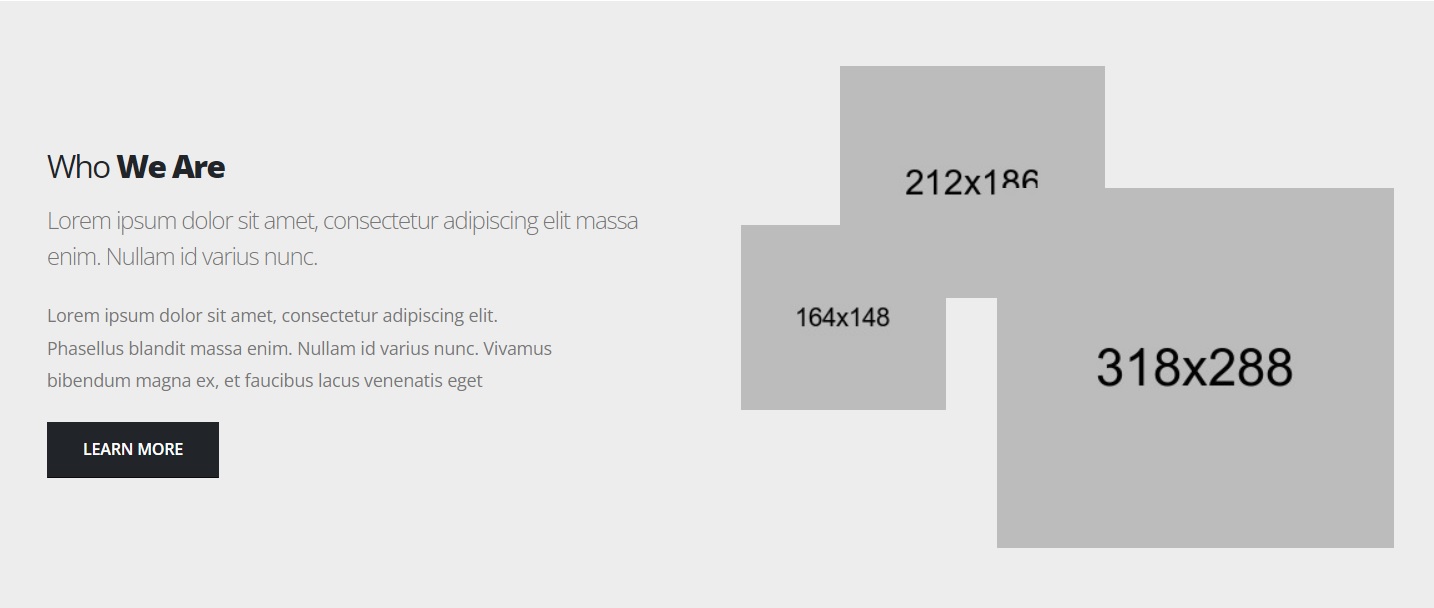 Who We Are
Lorem ipsum dolor sit amet, consectetur adipiscing elit massa
enim. Nullam id varius nunc.
Lorem ipsum dolor sit amet, consectetur adipiscing elit.
Phasellus blandit massa enim. Nullam id varius nunc. Vivamus
bibendum magna ex, et faucibus lacus venenatis eget
LEARN MORE
212x186
164x148
318x288